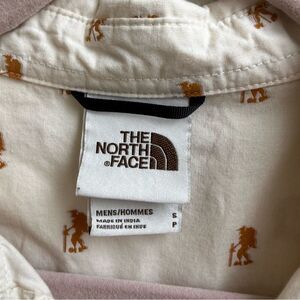 THE
NORTH
®FACE
MENS/HOMMES S
MADE IN INDIA P
FABRIQUÉ EN INDE